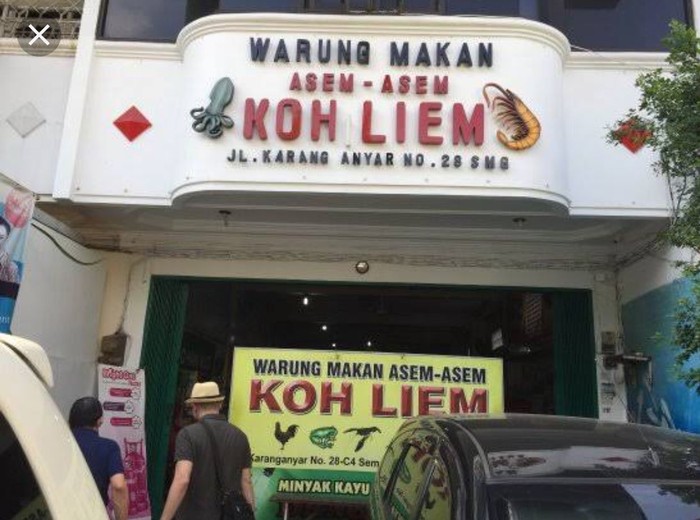 WARUNG MAKAN
ASEM - ASEM
KOH LIEM
JL. KARANG ANYAR NO. 28 SMG
WARUNG MAKAN ASEM-ASEM
KOH LIEM
Karanganyar No. 28-C4 Sem
MINYAK KAYU